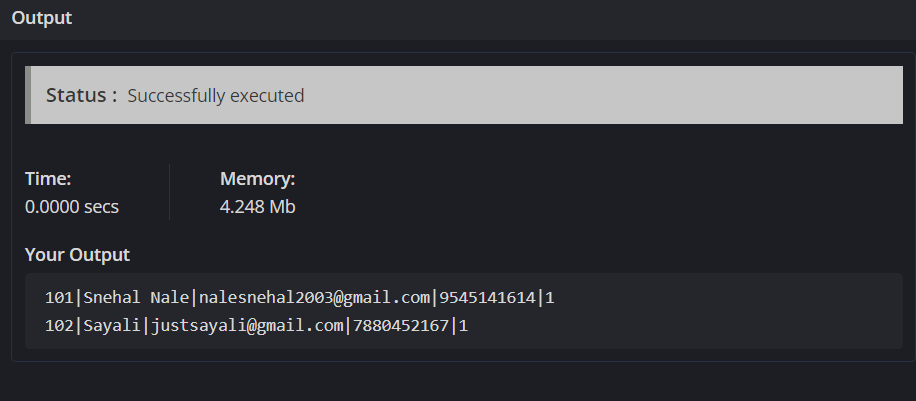 Output
Status : Successfully executed
Time: Memory:
0.0000 secs 4.248 Mb
Your Output
101|Snehal Nale|nalesnehal2003@gmail.com|9545141614|1
102|Sayali|justsayali@gmail.com|7880452167|1